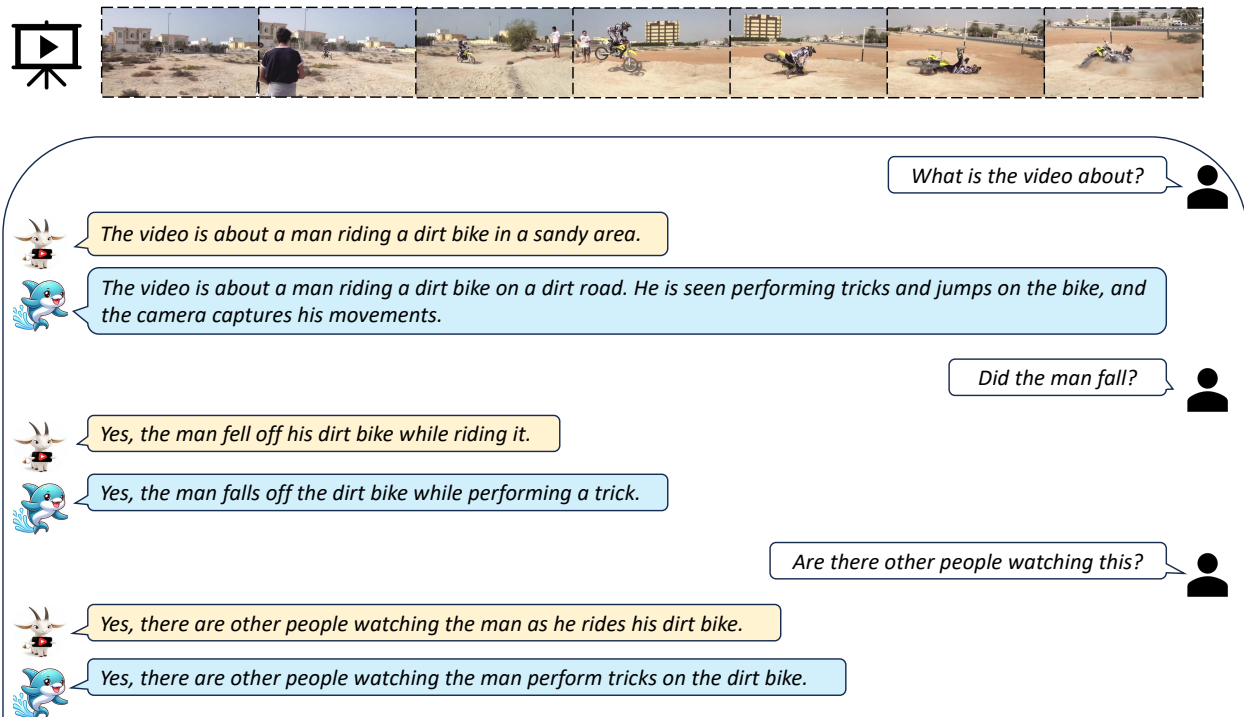 What is the video about?
The video is about a man riding a dirt bike in a sandy area.
The video is about a man riding a dirt bike on a dirt road. He is seen performing tricks and jumps on the bike, and
the camera captures his movements.
Did the man fall?
Yes, the man fell off his dirt bike while riding it.
Yes, the man falls off the dirt bike while performing a trick.
Are there other people watching this?
Yes, there are other people watching the man as he rides his dirt bike.
Yes, there are other people watching the man perform tricks on the dirt bike.